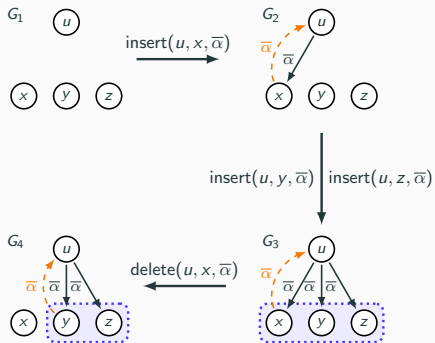 G₁
u
x y z
insert(u, x, α̅)
G₂
u
α̅
α̅
x y z
insert(u, y, α̅) insert(u, z, α̅)
G₄
u
α̅ α̅ α̅
x y z
delete(u, x, α̅)
G₃
u
α̅ α̅ α̅ α̅
x y z